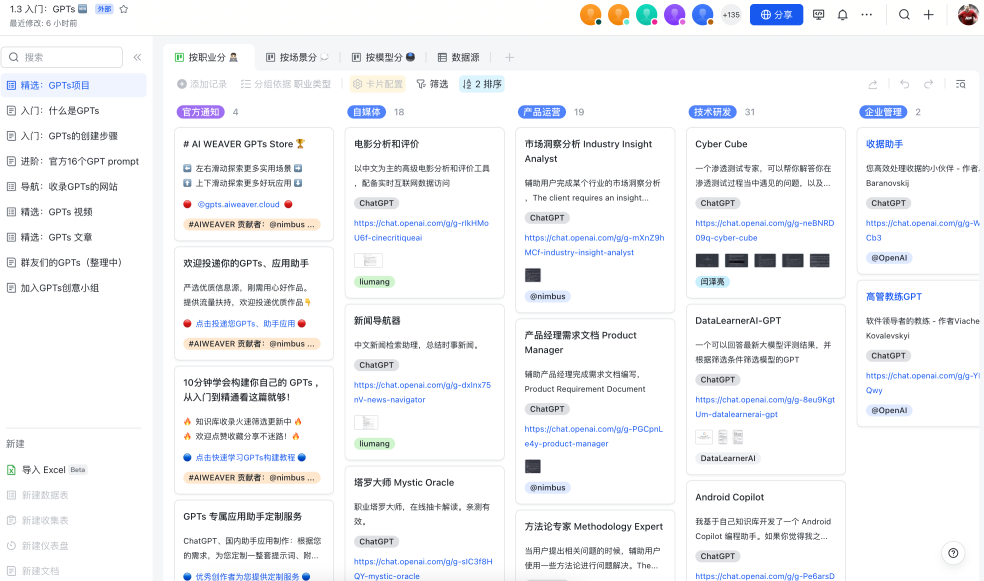 1.3 入门：GPTs
外部
最近修改: 6 小时前
+135
分享
搜索
精选：GPTs项目
入门：什么是GPTs
入门：GPTs的创建步骤
进阶：官方16个GPT prompt
导航：收录GPTs的网站
精选：GPTs 视频
精选：GPTs 文章
群友们的GPTs（整理中）
加入GPTs创意小组
新建
导入 Excel Beta
新建数据表
新建收集表
新建仪表盘
新建文档
按职业分
按场景分
按模型分
数据源
添加记录
分组依据 职业类型
卡片配置
筛选
2 排序
官方通知 4
# AI WEAVER GPTs Store 🏆
⬅️ 左右滑动探索更多实用场景 ➡️
⬆️ 上下滑动探索更多好玩应用 ⬇️
🔴 @gpts.aiweaver.cloud 🔴
#AIWEAVER 贡献者：@nimbus ...
欢迎投递你的GPTs、应用助手
严选优质信息源，刚需用心好作品。
提供流量扶持，欢迎投递优质作品👇
🔴 点击投递您GPTs、助手应用 🔴
#AIWEAVER 贡献者：@nimbus ...
10分钟学会构建你自己的 GPTs ，
从入门到精通看这篇就够！
🔥 知识库收录火速筛选更新中 🔥
🔥 欢迎点赞收藏分享不迷路！🔥
🔵 点击快速学习GPTs构建教程 🔵
#AIWEAVER 贡献者：@nimbus ...
GPTs 专属应用助手定制服务
ChatGPT、国内助手应用制作：根据您
的需求，为您定制一整套提示词、附...
🔵 优秀创作者为您提供定制服务 🔵
自媒体 18
电影分析和评价
以中文为主的高级电影分析和评价工具
，配备实时互联网数据访问
ChatGPT
https://chat.openai.com/g/g-rIkHMo
U6f-cinecritiqueai
liumang
新闻导航器
中文新闻检索助理，总结时事新闻。
ChatGPT
https://chat.openai.com/g/g-dxInx75
nV-news-navigator
liumang
塔罗大师 Mystic Oracle
职业塔罗大师，在线抽卡解读。亲测有
效。
ChatGPT
https://chat.openai.com/g/g-sIC3f8H
QY-mystic-oracle
产品运营 19
市场洞察分析 Industry Insight
Analyst
辅助用户完成某个行业的市场洞察分析
，The client requires an insight...
ChatGPT
https://chat.openai.com/g/g-mXnZ9h
MCf-industry-insight-analyst
@nimbus
产品经理需求文档 Product
Manager
辅助产品经理完成需求文档编写，
Product Requirement Document
ChatGPT
https://chat.openai.com/g/g-PGCpnL
e4y-product-manager
@nimbus
方法论专家 Methodology Expert
当用户提出相关问题的时候，辅助用户
使用一些方法论进行问题解决。The...
技术研发 31
Cyber Cube
一个渗透测试专家，可以帮你解答你在
渗透测试过程当中遇见的问题，以及...
ChatGPT
https://chat.openai.com/g/g-neBNRD
09q-cyber-cube
闫泽亮
DataLearnerAI-GPT
一个可以回答最新大模型评测结果，并
根据筛选条件筛选模型的GPT
ChatGPT
https://chat.openai.com/g/g-8eu9Kgt
Um-datalearnerai-gpt
DataLearnerAI
Android Copilot
我基于自己知识库开发了一个 Android
Copilot 编程助手。如果你觉得我之...
ChatGPT
https://chat.openai.com/g/g-Pe6arsD
企业管理 2
收据助手
您高效处理收据的小伙伴 - 作者
Baranovskij
ChatGPT
https://chat.openai.com/g/g-W
Cb3
@OpenAI
高管教练GPT
软件领导者的教练 - 作者Viache
Kovalevskyi
ChatGPT
https://chat.openai.com/g/g-Y
Qwy
@OpenAI